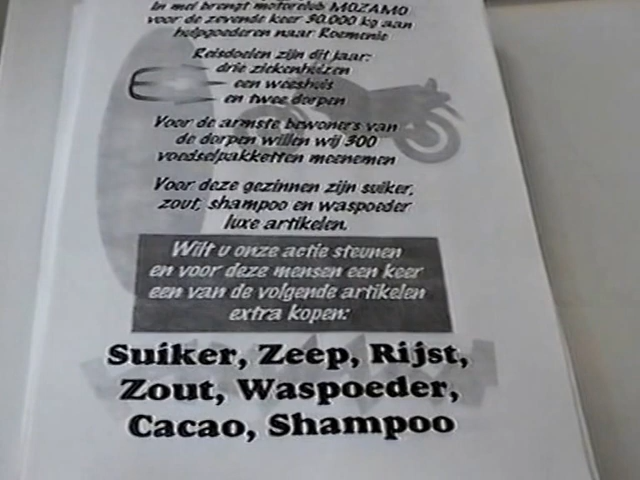 In mei brengt motorclub MOZAMO
voor de zevende keer 30.000 kg aan
hulpgoederen naar Roemenie
Reisdoelen zijn dit jaar:
drie ziekenhuizen
een weeshuis
en twee dorpen
Voor de armste bewoners van
de dorpen willen wij 300
voedselpakketten meenemen
Voor deze gezinnen zijn suiker,
zout, shampoo en waspoeder
luxe artikelen.
Wilt u onze actie steunen
en voor deze mensen een keer
een van de volgende artikelen
extra kopen:
Suiker, Zeep, Rijst,
Zout, Waspoeder,
Cacao, Shampoo